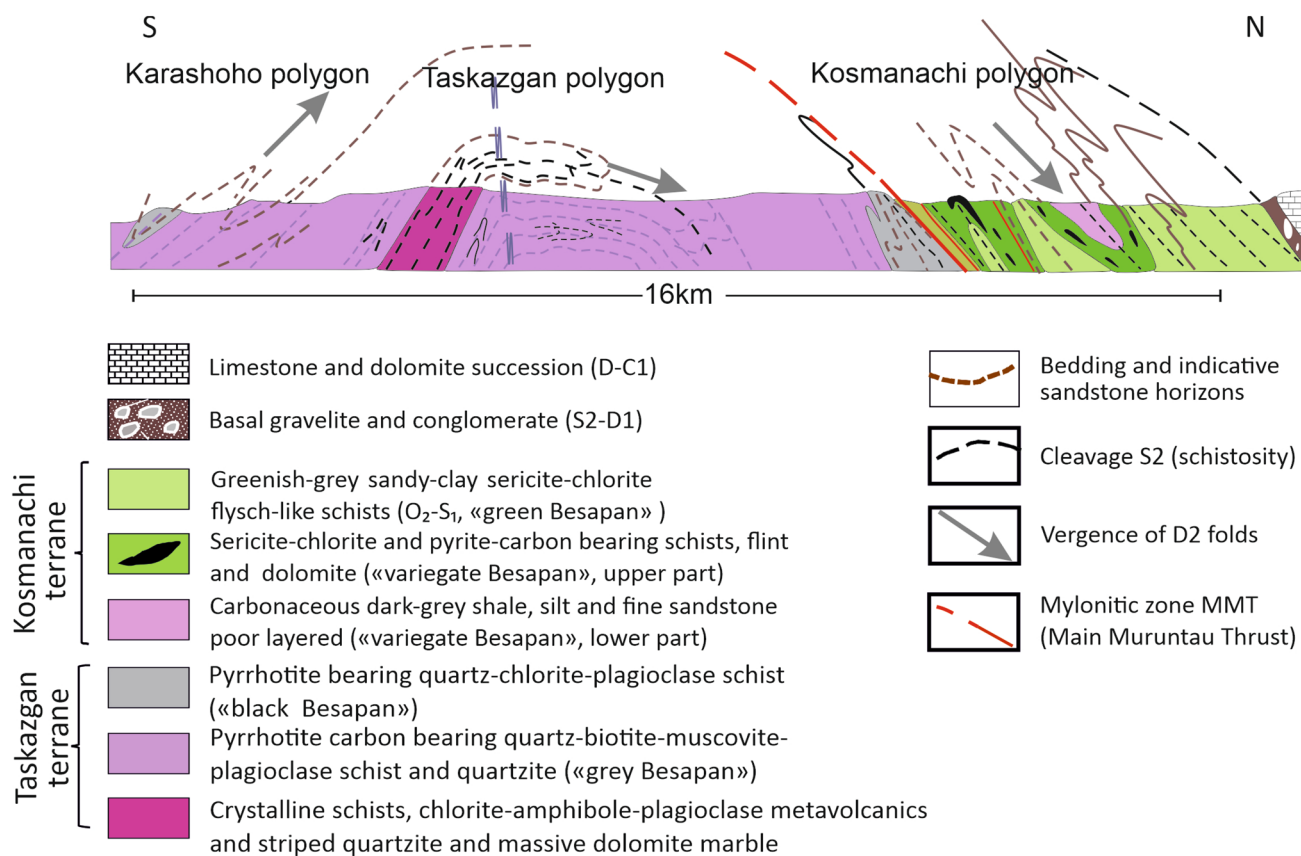 S
N
Karashoho polygon
Taskazgan polygon
Kosmanachi polygon
16km
Limestone and dolomite succession (D-C1)
Basal gravelite and conglomerate (S2-D1)
Kosmanachi
terrane
Greenish-grey sandy-clay sericite-chlorite
flysch-like schists (O₂-S₁, «green Besapan» )
Sericite-chlorite and pyrite-carbon bearing schists, flint
and dolomite («variegate Besapan», upper part)
Carbonaceous dark-grey shale, silt and fine sandstone
poor layered («variegate Besapan», lower part)
Taskazgan
terrane
Pyrrhotite bearing quartz-chlorite-plagioclase schist
(«black Besapan»)
Pyrrhotite carbon bearing quartz-biotite-muscovite-
plagioclase schist and quartzite («grey Besapan»)
Crystalline schists, chlorite-amphibole-plagioclase metavolcanics
and striped quartzite and massive dolomite marble
Bedding and indicative
sandstone horizons
Cleavage S2 (schistosity)
Vergence of D2 folds
Mylonitic zone MMT
(Main Muruntau Thrust)